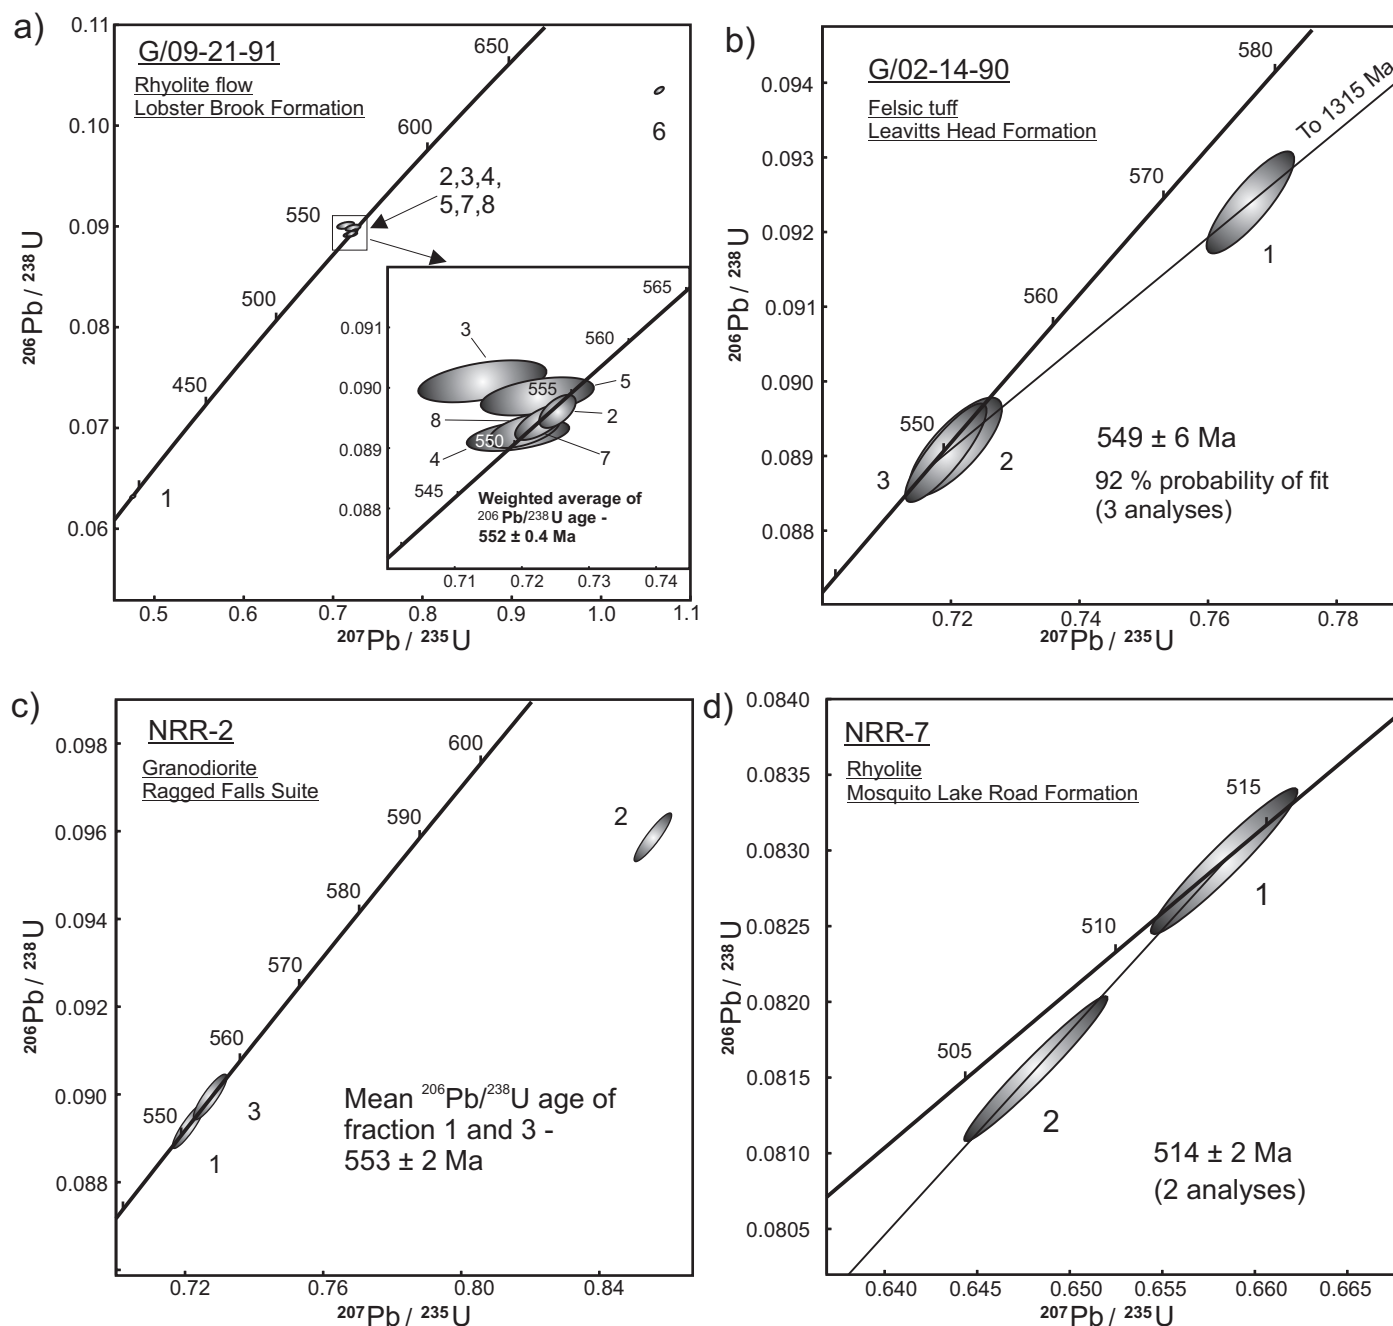 a)
G/09-21-91
Rhyolite flow
Lobster Brook Formation
0.11
0.10
0.09
0.08
0.07
0.06
206Pb / 238U
650
600
550
500
450
6
2,3,4,
5,7,8
1
0.091
0.090
0.089
0.088
565
560
555
550
545
3
5
2
8
7
4
Weighted average of
206Pb/238U age -
552 ± 0.4 Ma
0.71 0.72 0.73 0.74
0.5 0.6 0.7 0.8 0.9 1.0 1.1
207Pb / 235U
b)
G/02-14-90
Felsic tuff
Leavitts Head Formation
0.094
0.093
0.092
0.091
0.090
0.089
0.088
206Pb / 238U
580
570
560
550
To 1315 Ma
1
2
3
549 ± 6 Ma
92 % probability of fit
(3 analyses)
0.72 0.74 0.76 0.78
207Pb / 235U
c)
NRR-2
Granodiorite
Ragged Falls Suite
0.098
0.096
0.094
0.092
0.090
0.088
206Pb / 238U
600
590
580
570
560
550
2
3
1
Mean 206Pb/238U age of
fraction 1 and 3 -
553 ± 2 Ma
0.72 0.76 0.80 0.84
207Pb / 235U
d)
NRR-7
Rhyolite
Mosquito Lake Road Formation
0.0840
0.0835
0.0830
0.0825
0.0820
0.0815
0.0810
0.0805
206Pb / 238U
515
510
505
1
2
514 ± 2 Ma
(2 analyses)
0.640 0.645 0.650 0.655 0.660 0.665
207Pb / 235U